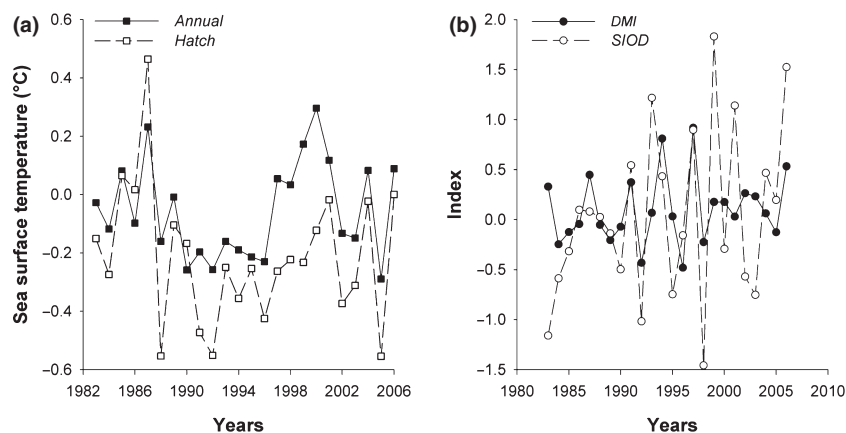 (a)
Annual
Hatch
Sea surface temperature (°C)
0.6
0.4
0.2
0.0
–0.2
–0.4
–0.6
1982 1986 1990 1994 1998 2002 2006
Years
(b)
DMI
SIOD
Index
2.0
1.5
1.0
0.5
0.0
–0.5
–1.0
–1.5
1980 1985 1990 1995 2000 2005 2010
Years